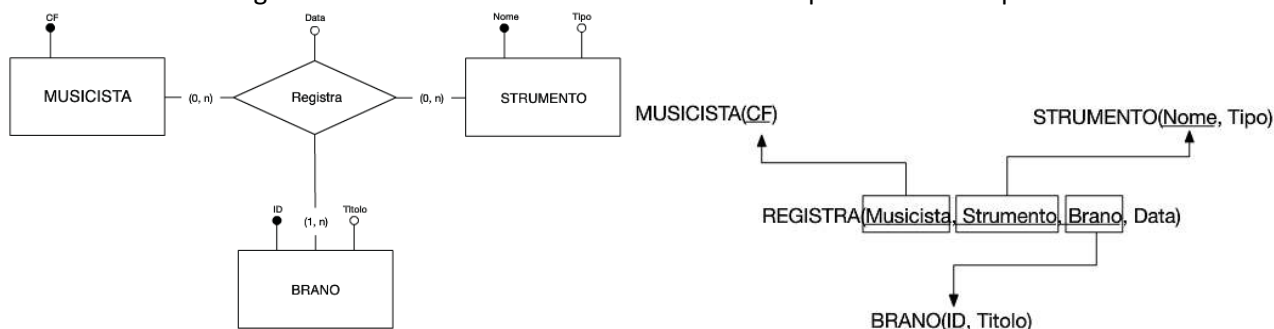 CF
Data
Nome
Tipo
MUSICISTA
(0, n)
Registra
(0, n)
STRUMENTO
ID
(1, n)
Titolo
BRANO
MUSICISTA(CF)
STRUMENTO(Nome, Tipo)
REGISTRA(Musicista, Strumento, Brano, Data)
BRANO(ID, Titolo)